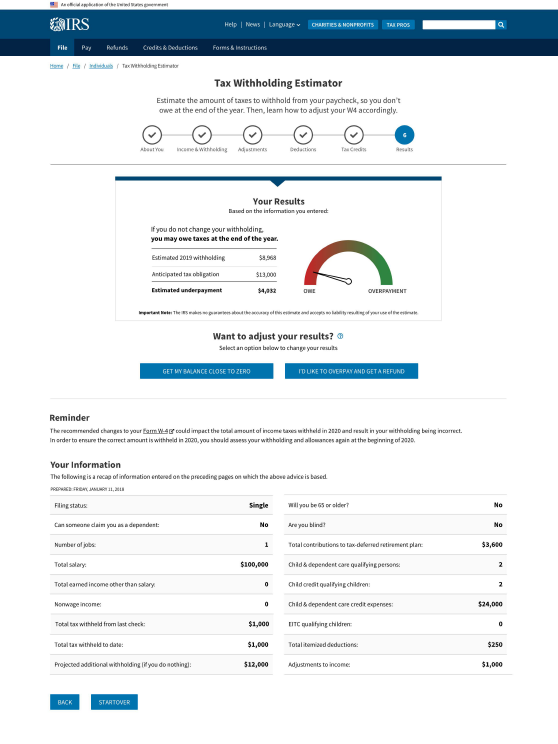 An official application of the United States government
IRS
Help | News | Language
CHARITIES & NONPROFITS
TAX PROS
File
Pay
Refunds
Credits & Deductions
Forms & Instructions
Home / File / Individuals / Tax Withholding Estimator
Tax Withholding Estimator
Estimate the amount of taxes to withhold from your paycheck, so you don't
owe at the end of the year. Then, learn how to adjust your W4 accordingly.
6
About You
Income & Withholding
Adjustments
Deductions
Tax Credits
Results
Your Results
Based on the information you entered:
If you do not change your withholding,
you may owe taxes at the end of the year.
Estimated 2019 withholding $8,968
Anticipated tax obligation $13,000
Estimated underpayment $4,032
OWE
OVERPAYMENT
Important Note: The IRS makes no guarantees about the accuracy of this estimate and accepts no liability resulting of your use of the estimate.
Want to adjust your results?
Select an option below to change your results
GET MY BALANCE CLOSE TO ZERO
I'D LIKE TO OVERPAY AND GET A REFUND
Reminder
The recommended changes to your Form W-4 could impact the total amount of income taxes withheld in 2020 and result in your withholding being incorrect.
In order to ensure the correct amount is withheld in 2020, you should assess your withholding and allowances again at the beginning of 2020.
Your Information
The following is a recap of information entered on the preceding pages on which the above advice is based.
PREPARED: FRIDAY, JANUARY 11, 2018
Filing status: Single
Can someone claim you as a dependent: No
Number of jobs: 1
Total salary: $100,000
Total earned income other than salary: 0
Nonwage income: 0
Total tax withheld from last check: $1,000
Total tax withheld to date: $1,000
Projected additional withholding (if you do nothing): $12,000
Will you be 65 or older? No
Are you blind? No
Total contributions to tax-deferred retirement plan: $3,600
Child & dependent care qualifying persons: 2
Child credit qualifying children: 2
Child & dependent care credit expenses: $24,000
EITC qualifying children: 0
Total itemized deductions: $250
Adjustments to income: $1,000
BACK
STARTOVER